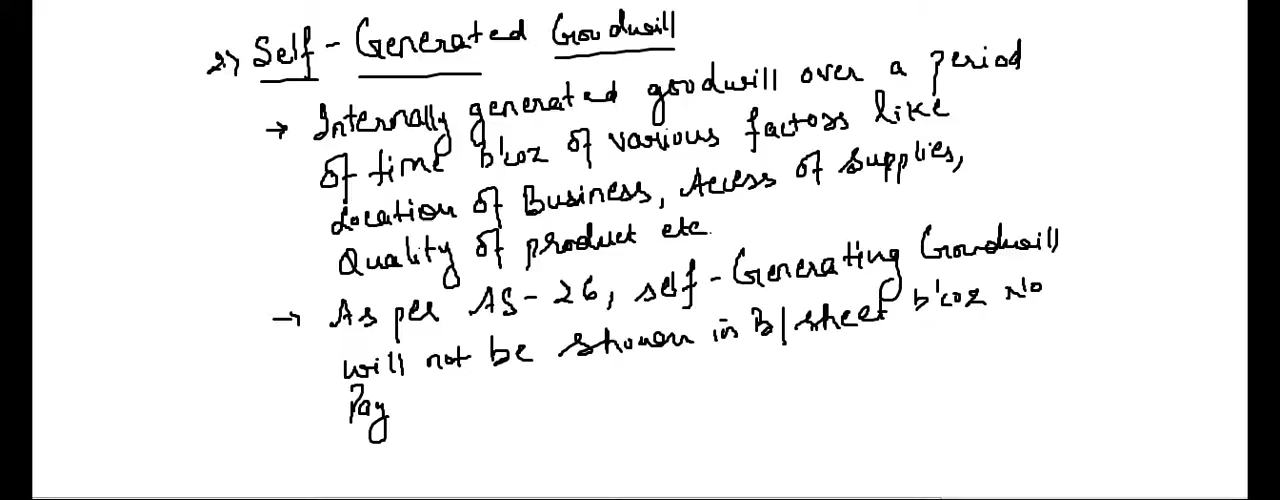 2) Self-Generated Goodwill
→ Internally generated goodwill over a period
of time b'coz of various factors like
Location of Business, Access of supplies,
Quality of product etc.
→ As per AS-26, self-Generating Goodwill
will not be shown in B/sheet b'coz no
Pay